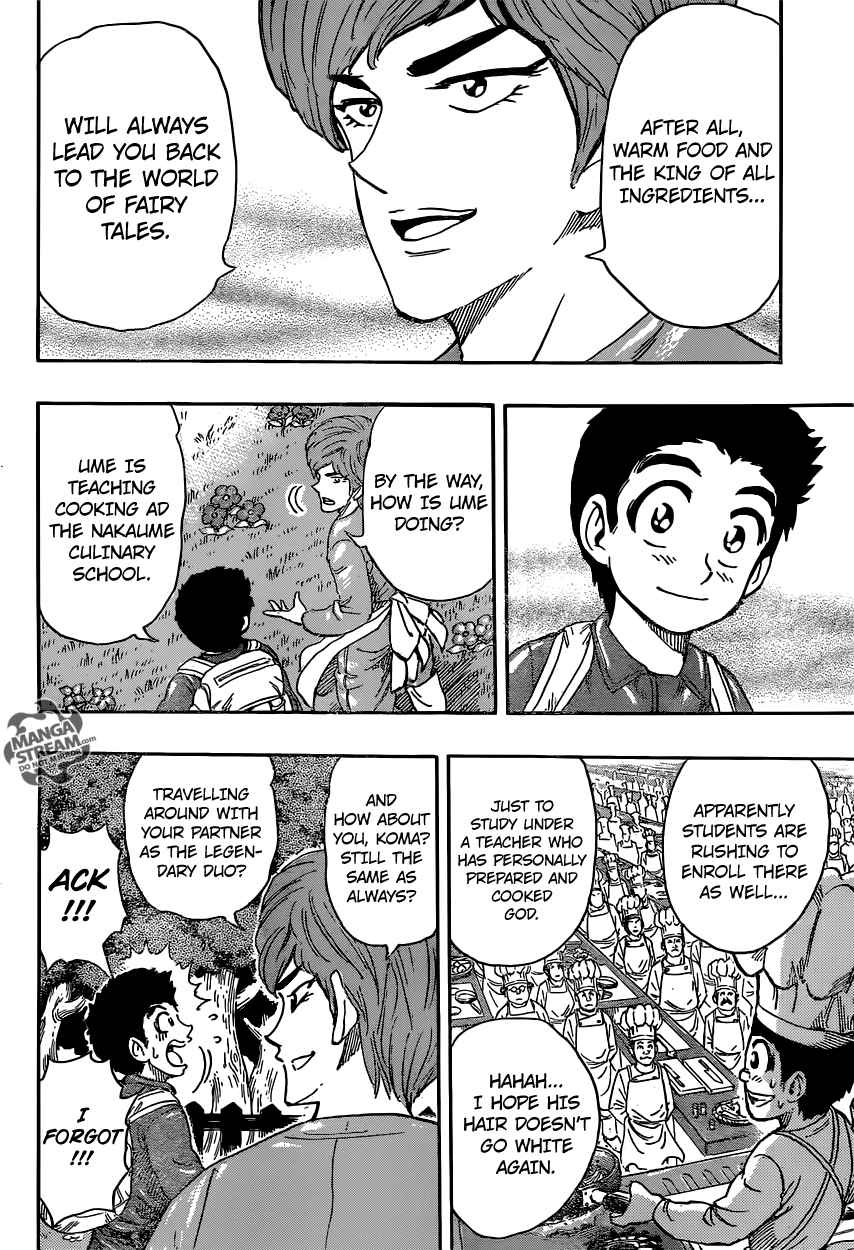 AFTER ALL,
WARM FOOD AND
THE KING OF ALL
INGREDIENTS...
WILL ALWAYS
LEAD YOU BACK
TO THE WORLD
OF FAIRY
TALES.
BY THE WAY,
HOW IS UME
DOING?
UME IS
TEACHING
COOKING AD
THE NAKAUME
CULINARY
SCHOOL.
APPARENTLY
STUDENTS ARE
RUSHING TO
ENROLL THERE
AS WELL...
JUST TO
STUDY UNDER
A TEACHER WHO
HAS PERSONALLY
PREPARED AND
COOKED
GOD.
HAHAH...
I HOPE HIS
HAIR DOESN'T
GO WHITE
AGAIN.
AND
HOW ABOUT
YOU, KOMA?
STILL THE
SAME AS
ALWAYS?
TRAVELLING
AROUND WITH
YOUR PARTNER
AS THE LEGEN-
DARY DUO?
ACK
!!!
I
FORGOT
!!!
MANGA
STREAM.com
DO NOT MIRROR